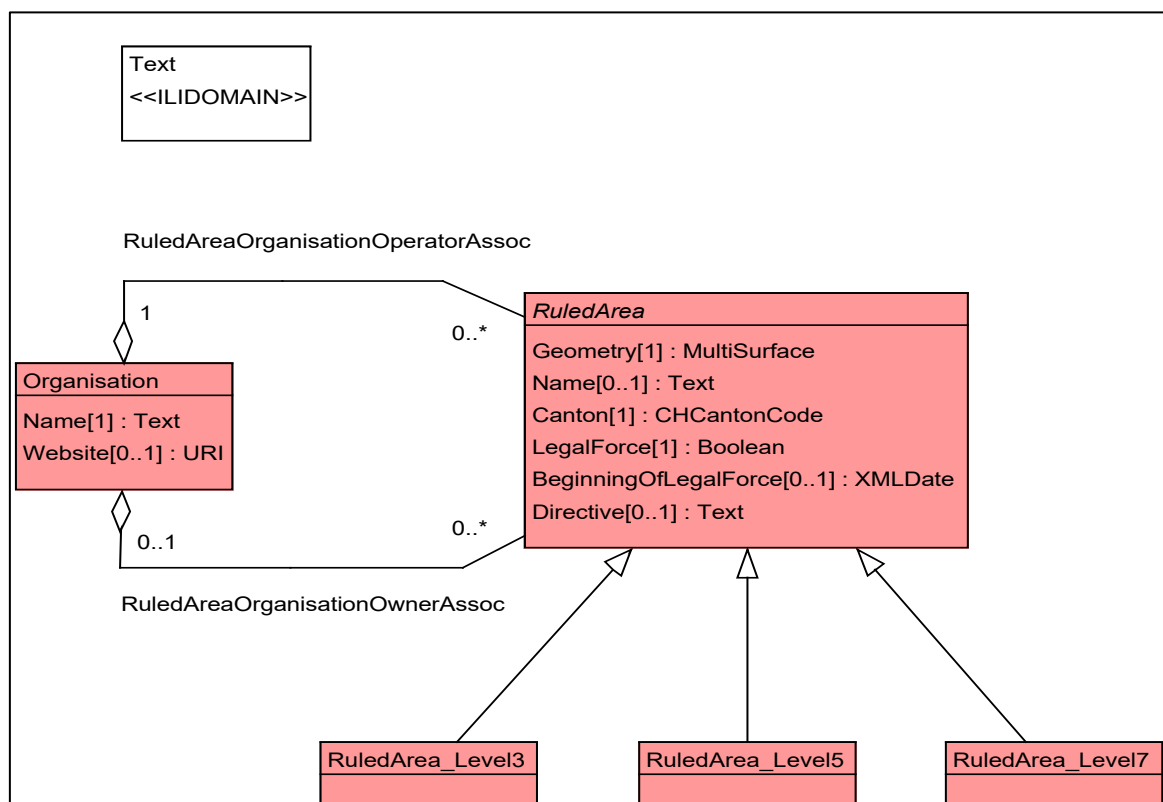 Text
<<ILIDOMAIN>>
RuledAreaOrganisationOperatorAssoc
1
0..*
RuledArea
Geometry[1] : MultiSurface
Name[0..1] : Text
Canton[1] : CHCantonCode
LegalForce[1] : Boolean
BeginningOfLegalForce[0..1] : XMLDate
Directive[0..1] : Text
Organisation
Name[1] : Text
Website[0..1] : URI
0..1
0..*
RuledAreaOrganisationOwnerAssoc
RuledArea_Level3
RuledArea_Level5
RuledArea_Level7